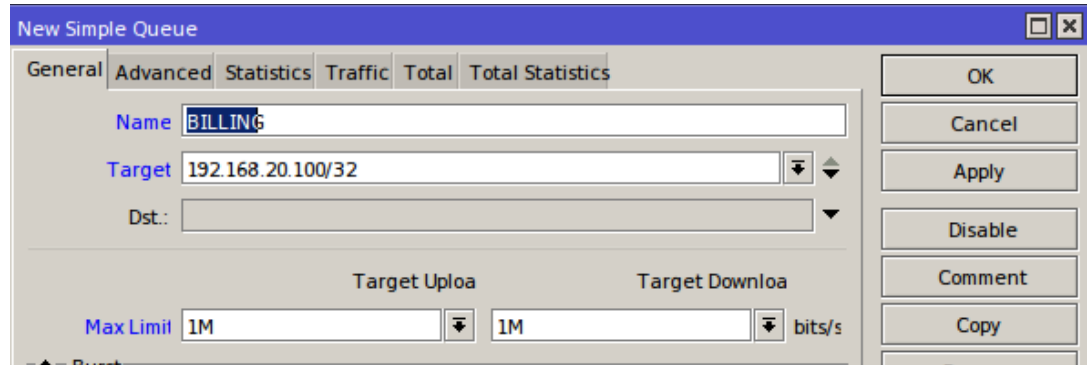 New Simple Queue
General Advanced Statistics Traffic Total Total Statistics
Name BILLING
Target 192.168.20.100/32
Dst.:
Target Uploa Target Downloa
Max Limit 1M 1M bits/s
OK
Cancel
Apply
Disable
Comment
Copy